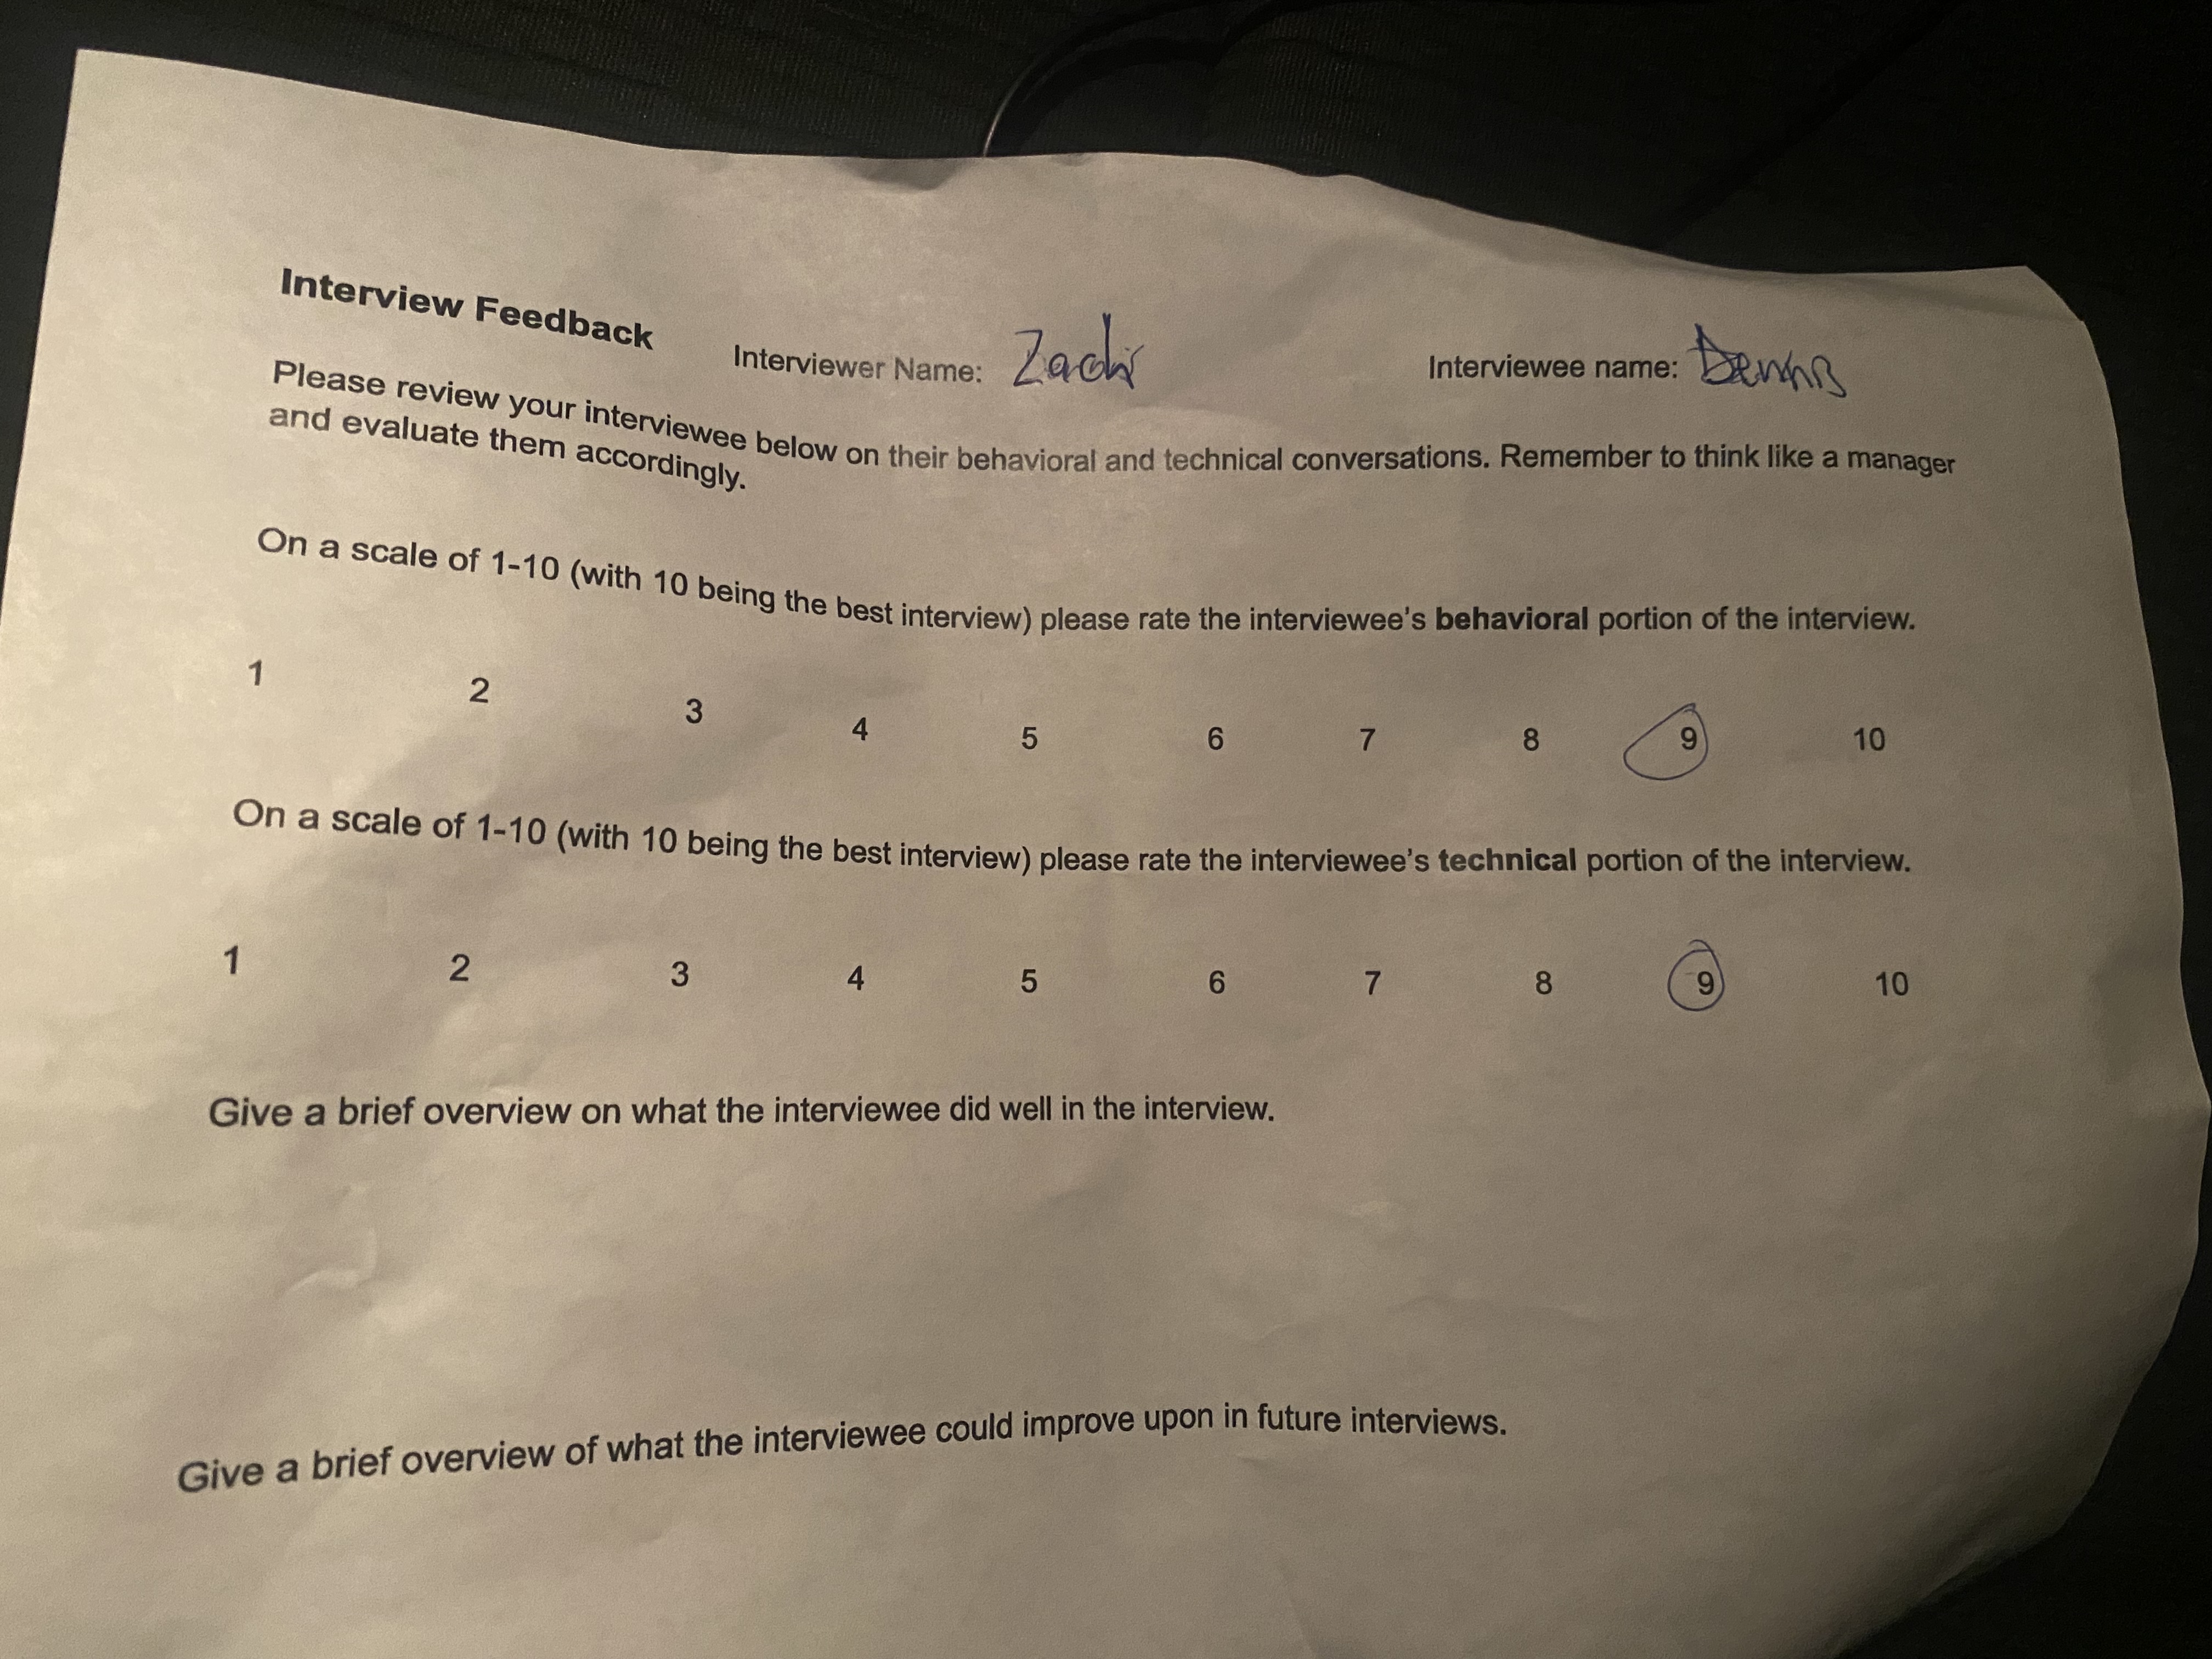 Interview Feedback Interviewer Name: Interviewee name: Dennis
Please review your interviewee below on their behavioral and technical conversations. Remember to think like a manager
and evaluate them accordingly.
On a scale of 1-10 (with 10 being the best interview) please rate the interviewee's behavioral portion of the interview.
1 2 3 4 5 6 7 8 9 10
On a scale of 1-10 (with 10 being the best interview) please rate the interviewee's technical portion of the interview.
1 2 3 4 5 6 7 8 9 10
Give a brief overview on what the interviewee did well in the interview.
Give a brief overview of what the interviewee could improve upon in future interviews.